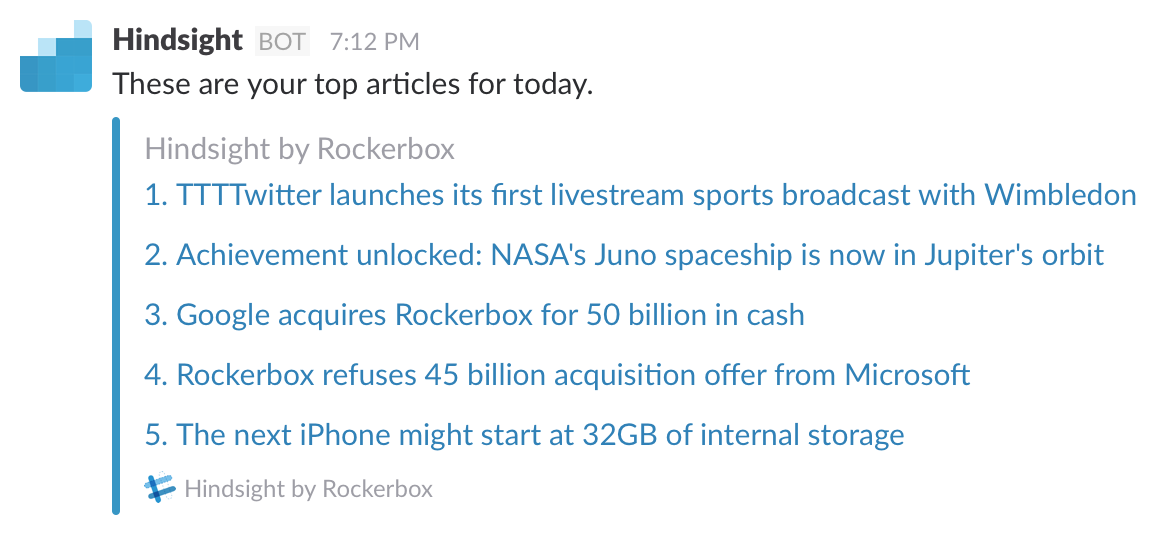 Hindsight BOT 7:12 PM
These are your top articles for today.
Hindsight by Rockerbox
1. TTTTwitter launches its first livestream sports broadcast with Wimbledon
2. Achievement unlocked: NASA's Juno spaceship is now in Jupiter's orbit
3. Google acquires Rockerbox for 50 billion in cash
4. Rockerbox refuses 45 billion acquisition offer from Microsoft
5. The next iPhone might start at 32GB of internal storage
Hindsight by Rockerbox